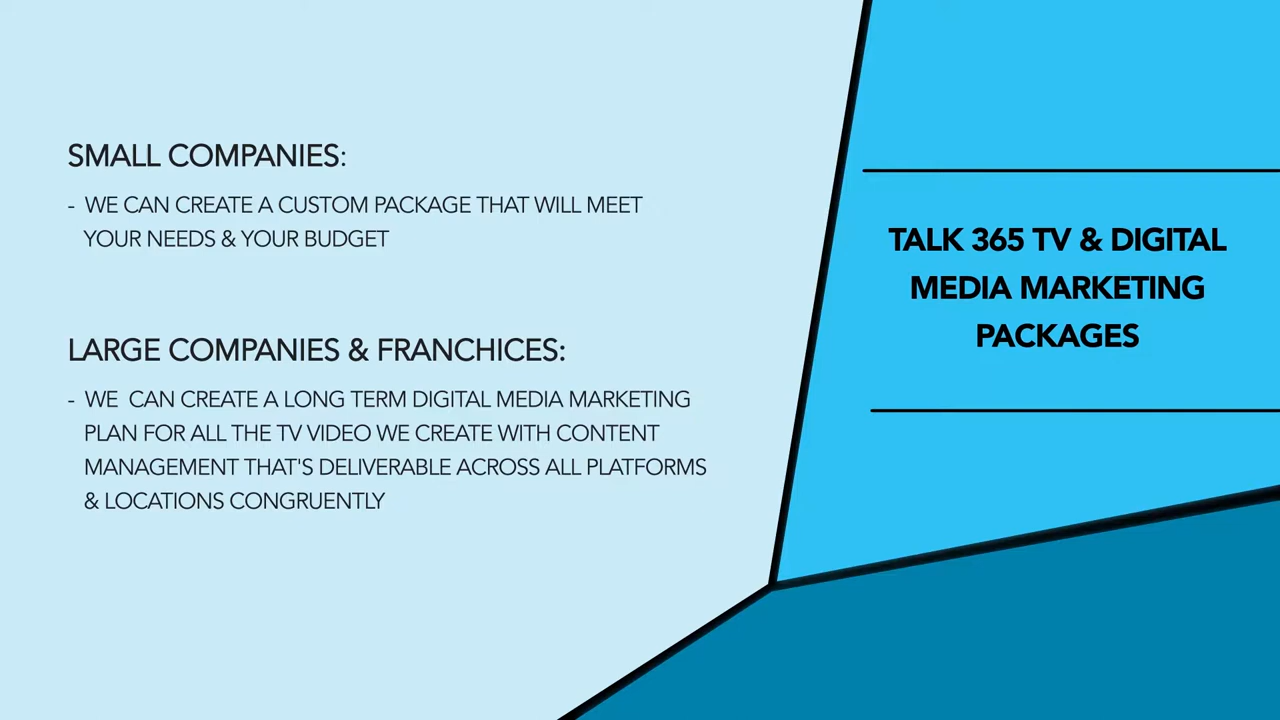 SMALL COMPANIES:
- WE CAN CREATE A CUSTOM PACKAGE THAT WILL MEET
YOUR NEEDS & YOUR BUDGET
LARGE COMPANIES & FRANCHICES:
- WE  CAN CREATE A LONG TERM DIGITAL MEDIA MARKETING
PLAN FOR ALL THE TV VIDEO WE CREATE WITH CONTENT
MANAGEMENT THAT'S DELIVERABLE ACROSS ALL PLATFORMS
& LOCATIONS CONGRUENTLY
TALK 365 TV & DIGITAL
MEDIA MARKETING
PACKAGES